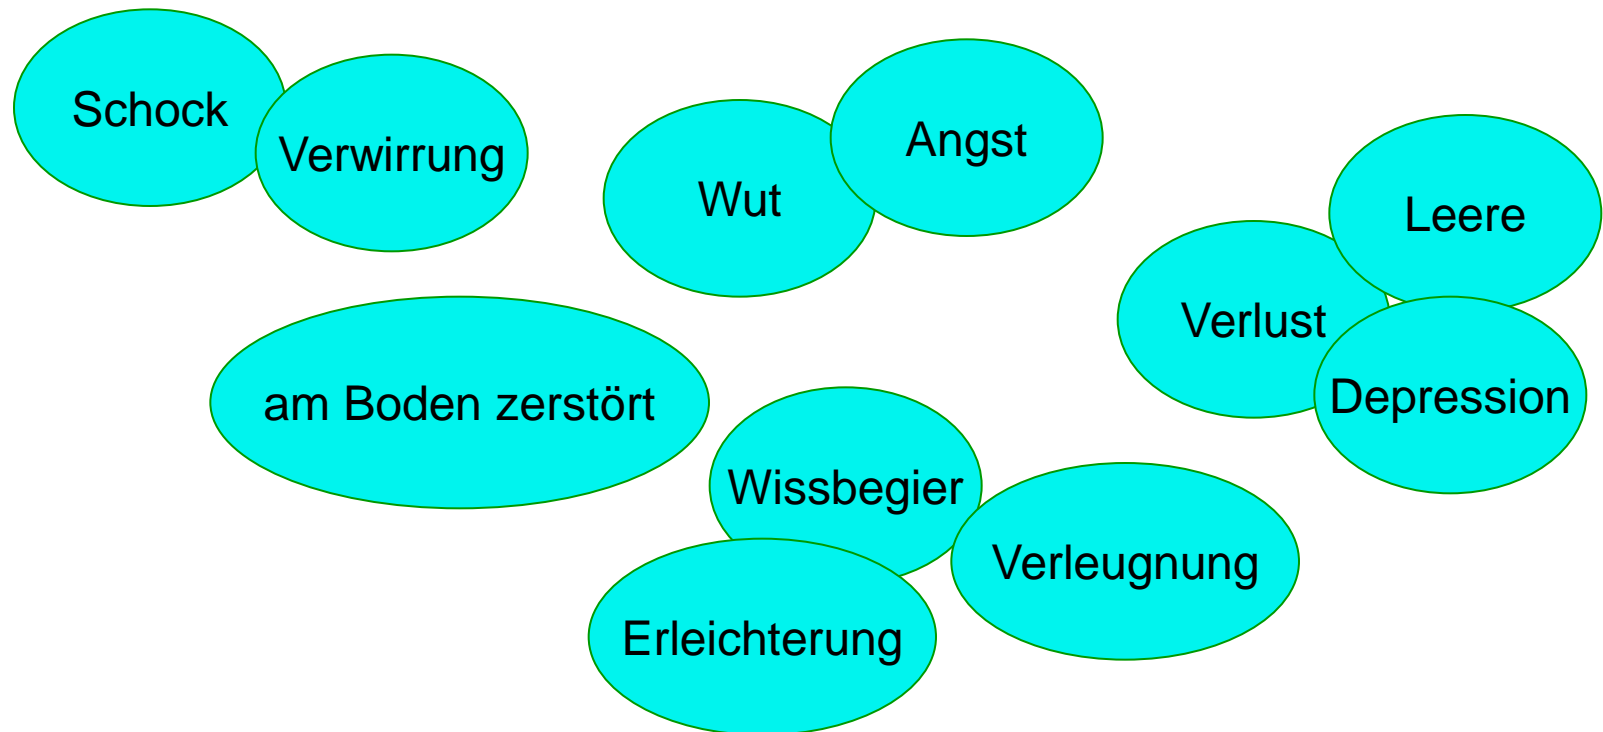 Schock
Verwirrung
Wut
Angst
Leere
Verlust
Depression
am Boden zerstört
Wissbegier
Verleugnung
Erleichterung